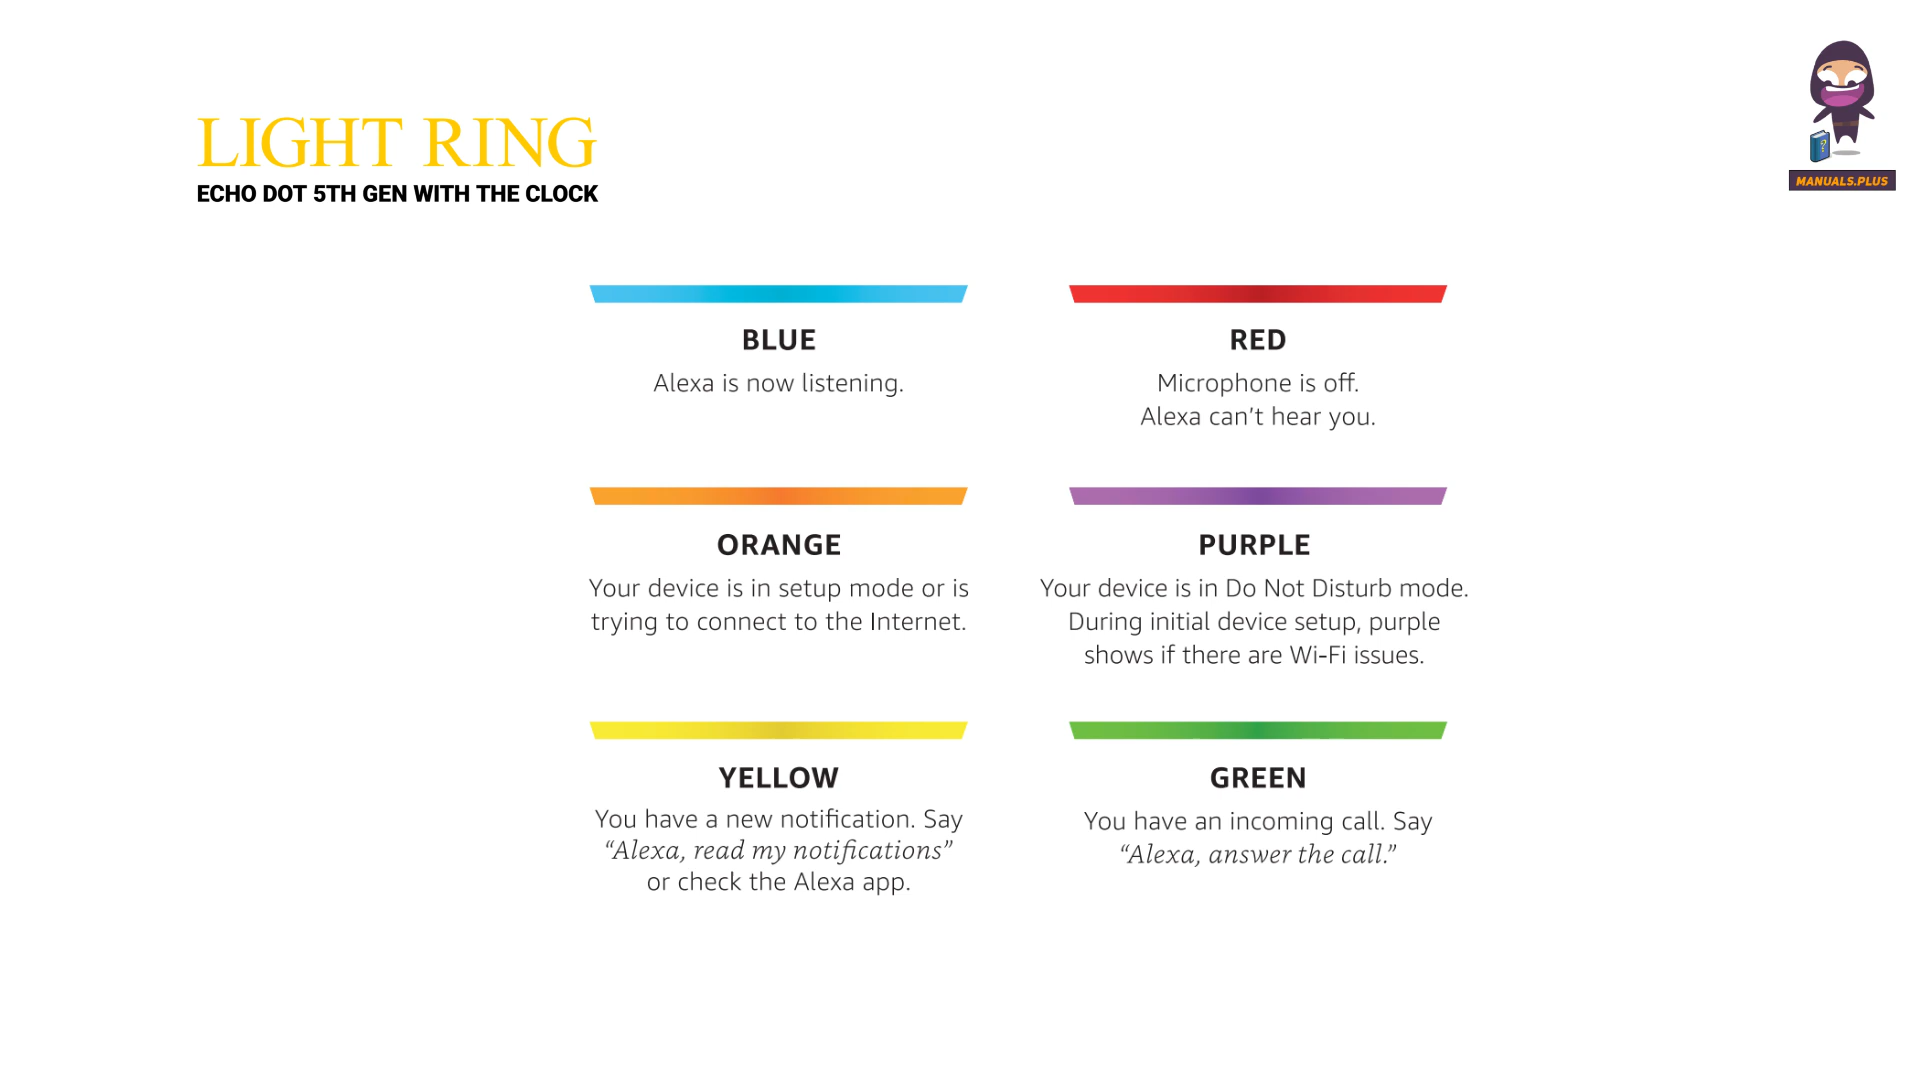 LIGHT RING
ECHO DOT 5TH GEN WITH THE CLOCK
?
MANUALS.PLUS
BLUE
Alexa is now listening.
RED
Microphone is off.
Alexa can’t hear you.
ORANGE
Your device is in setup mode or is
trying to connect to the Internet.
PURPLE
Your device is in Do Not Disturb mode.
During initial device setup, purple
shows if there are Wi-Fi issues.
YELLOW
You have a new notification. Say
“Alexa, read my notifications”
or check the Alexa app.
GREEN
You have an incoming call. Say
“Alexa, answer the call.”